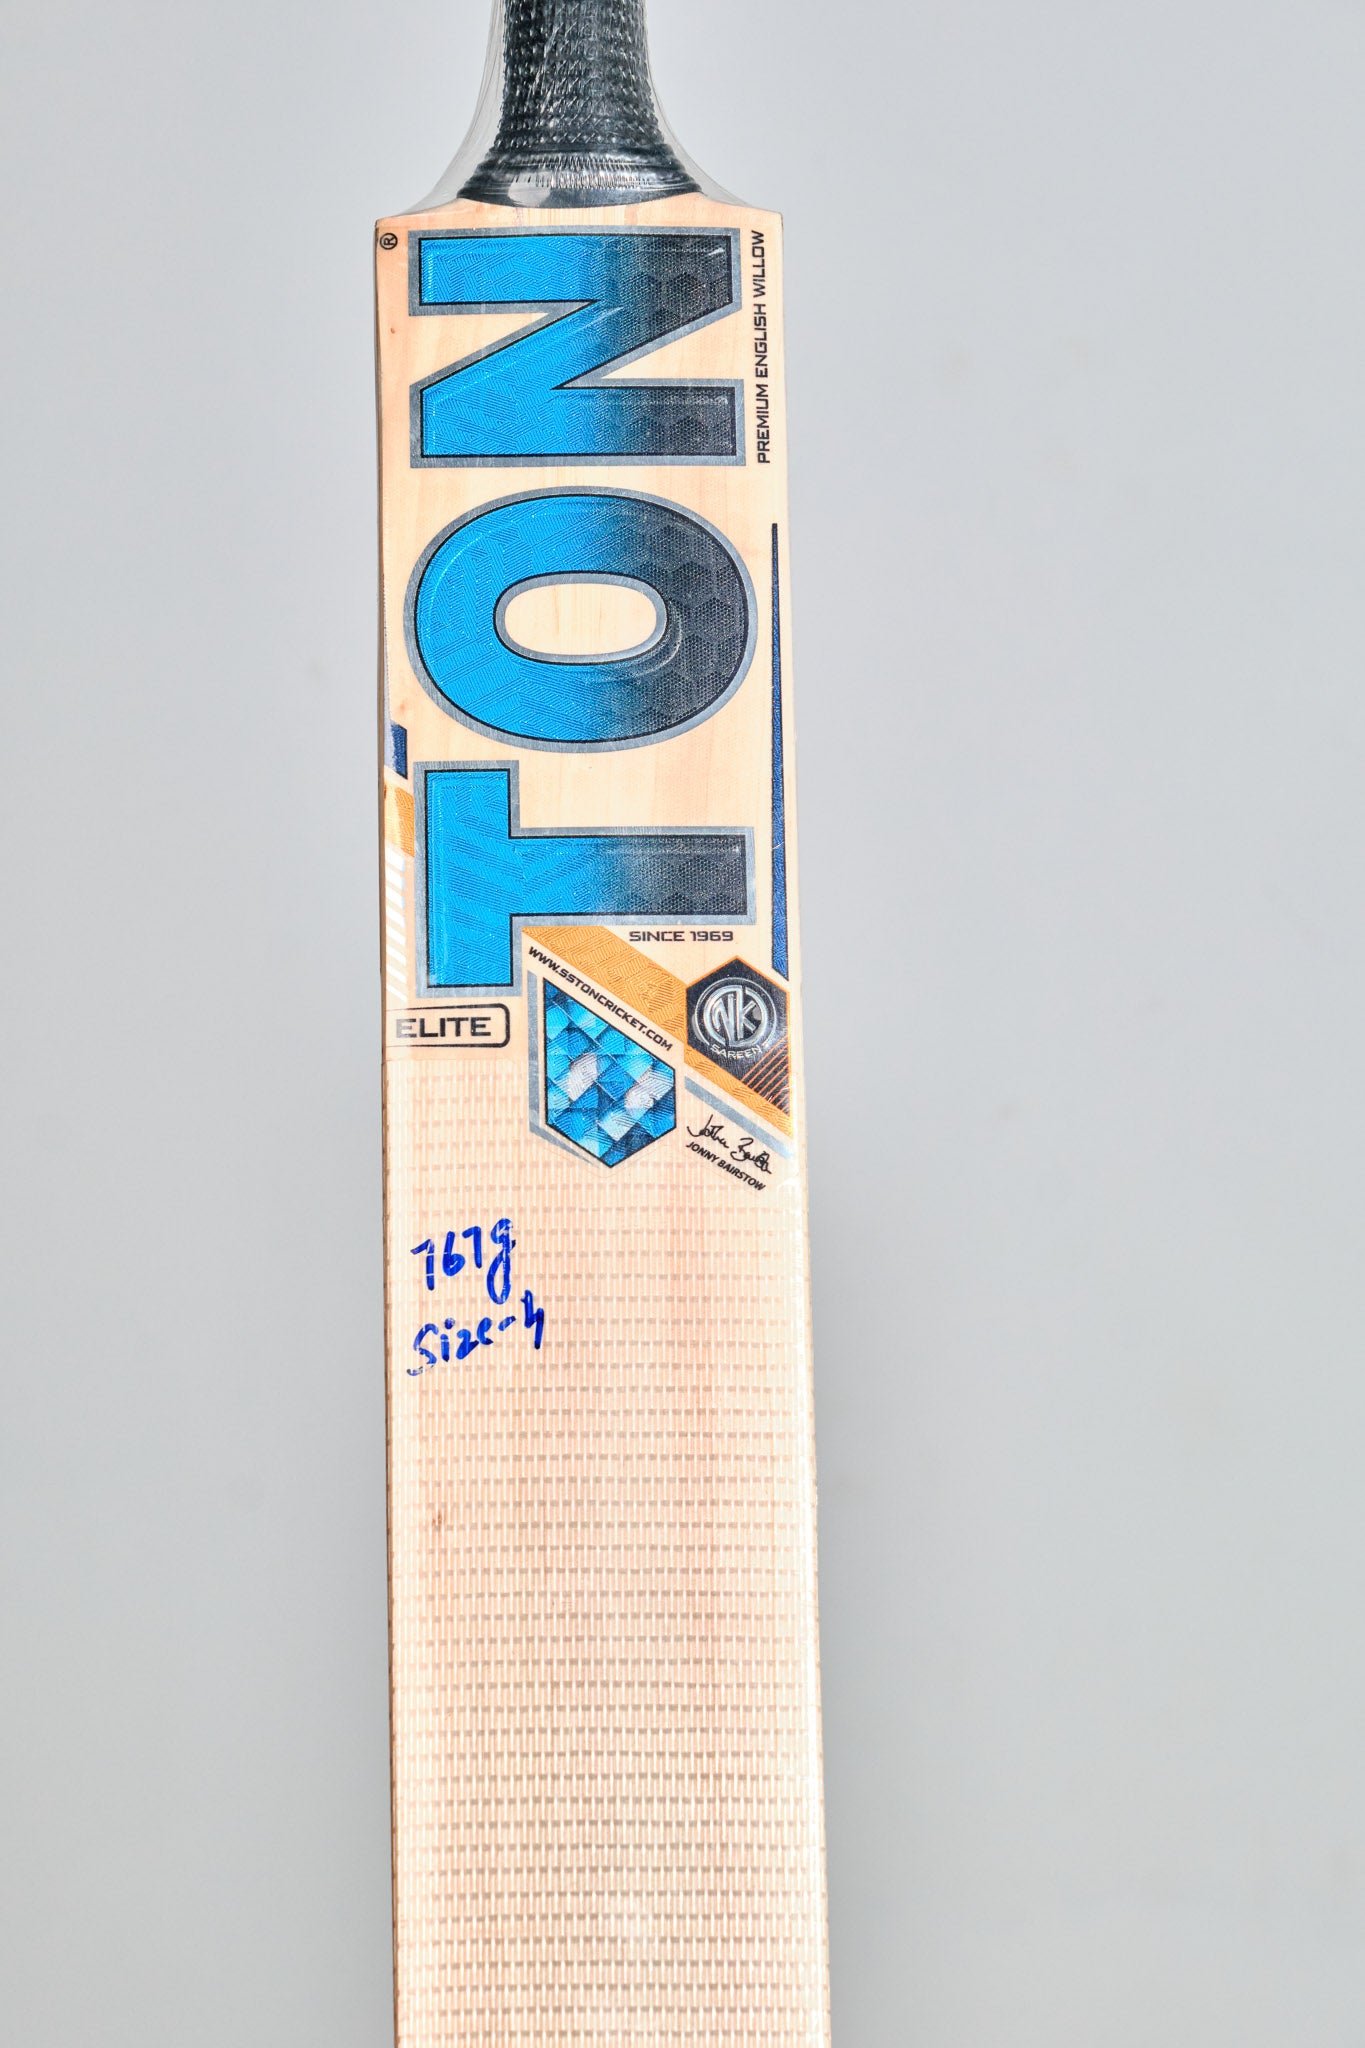 ®
TON
PREMIUM ENGLISH WILLOW
SINCE 1969
WWW.SSTONCRICKET.COM
NK
SAREEN
ELITE
JONNY BAIRSTOW
767g
Size-4